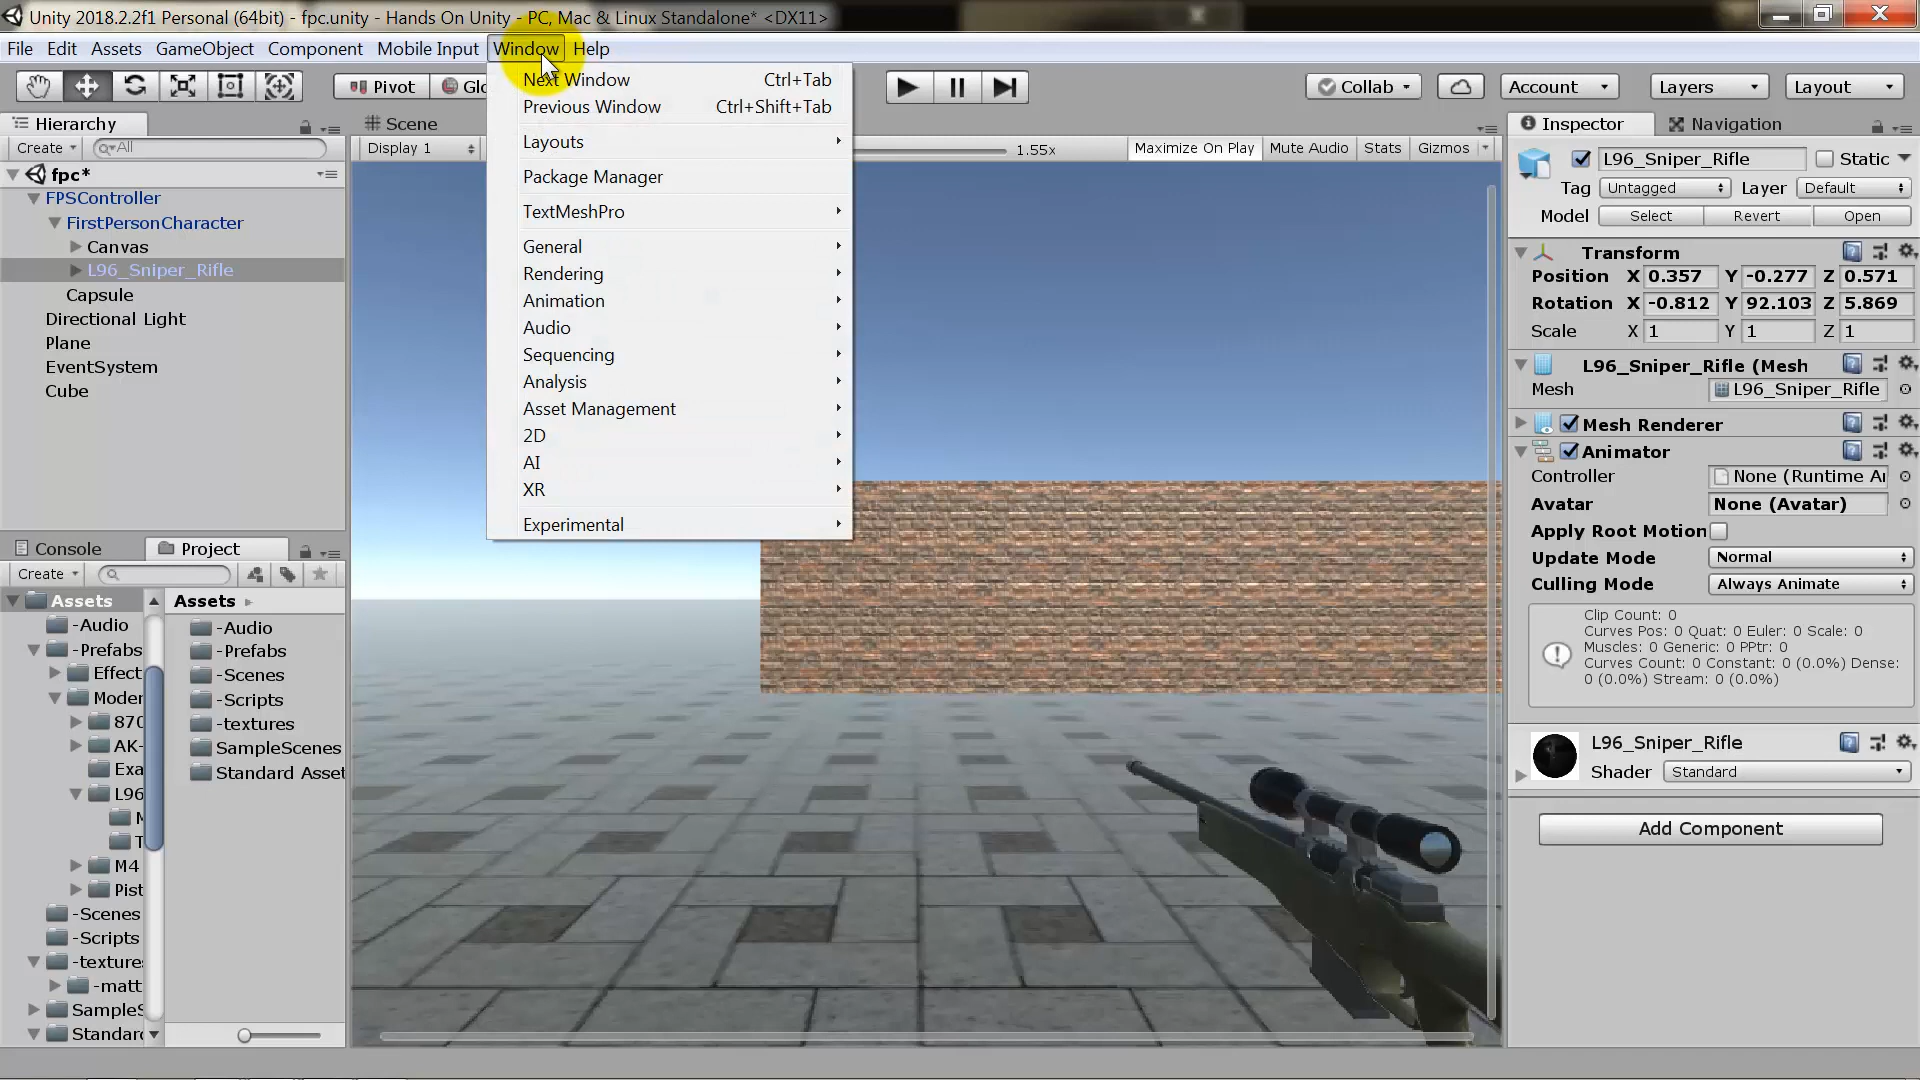 Unity 2018.2.2f1 Personal (64bit) - fpc.unity - Hands On Unity - PC, Mac & Linux Standalone* <DX11>
File Edit Assets GameObject Component Mobile Input Window Help
Pivot Glo
Collab Account Layers Layout
Next Window Ctrl+Tab
Previous Window Ctrl+Shift+Tab
Layouts
Package Manager
TextMeshPro
General
Rendering
Animation
Audio
Sequencing
Analysis
Asset Management
2D
AI
XR
Experimental
Hierarchy
Create All
fpc*
FPSController
FirstPersonCharacter
Canvas
L96_Sniper_Rifle
Capsule
Directional Light
Plane
EventSystem
Cube
Scene
Display 1 1.55x Maximize On Play Mute Audio Stats Gizmos
Console Project
Create
Assets
-Audio
-Prefabs
Effect
Moder
870
AK-
Exa
L96
M4
Pist
-Scenes
-Scripts
-texture
-matt
SampleS
Standard
Assets
-Audio
-Prefabs
-Scenes
-Scripts
-textures
SampleScenes
Standard Asset
Inspector Navigation
L96_Sniper_Rifle Static
Tag Untagged Layer Default
Model Select Revert Open
Transform
Position X 0.357 Y -0.277 Z 0.571
Rotation X -0.812 Y 92.103 Z 5.869
Scale X 1 Y 1 Z 1
L96_Sniper_Rifle (Mesh
Mesh L96_Sniper_Rifle
Mesh Renderer
Animator
Controller None (Runtime Ar
Avatar None (Avatar)
Apply Root Motion
Update Mode Normal
Culling Mode Always Animate
Clip Count: 0
Curves Pos: 0 Quat: 0 Euler: 0 Scale: 0
Muscles: 0 Generic: 0 PPtr: 0
Curves Count: 0 Constant: 0 (0.0%) Dense:
0 (0.0%) Stream: 0 (0.0%)
L96_Sniper_Rifle
Shader Standard
Add Component